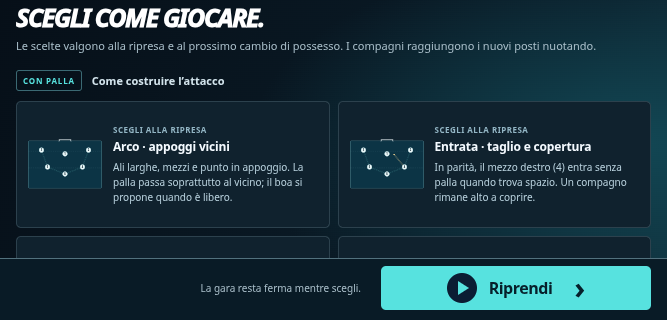 SCEGLI COME GIOCARE.
Le scelte valgono alla ripresa e al prossimo cambio di possesso. I compagni raggiungono i nuovi posti nuotando.
CON PALLA Come costruire l'attacco
SCEGLI ALLA RIPRESA
Arco · appoggi vicini
Ali larghe, mezzi e punto in appoggio. La
palla passa soprattutto al vicino; il boa si
propone quando è libero.
SCEGLI ALLA RIPRESA
Entrata · taglio e copertura
In parità, il mezzo destro (4) entra senza
palla quando trova spazio. Un compagno
rimane alto a coprire.
La gara resta ferma mentre scegli.
Riprendi ›